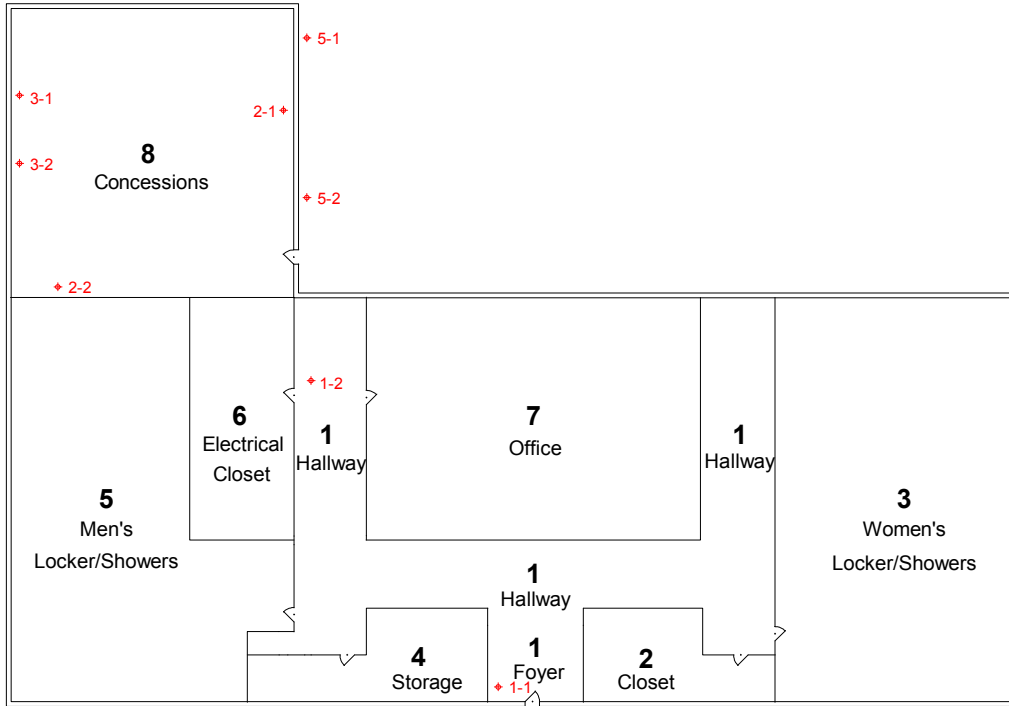 5-1
3-1
2-1
8
Concessions
3-2
5-2
2-2
1-2
6
Electrical
Closet
1
Hallway
7
Office
1
Hallway
5
Men's
Locker/Showers
3
Women's
Locker/Showers
1
Hallway
4
Storage
1
Foyer
1-1
2
Closet